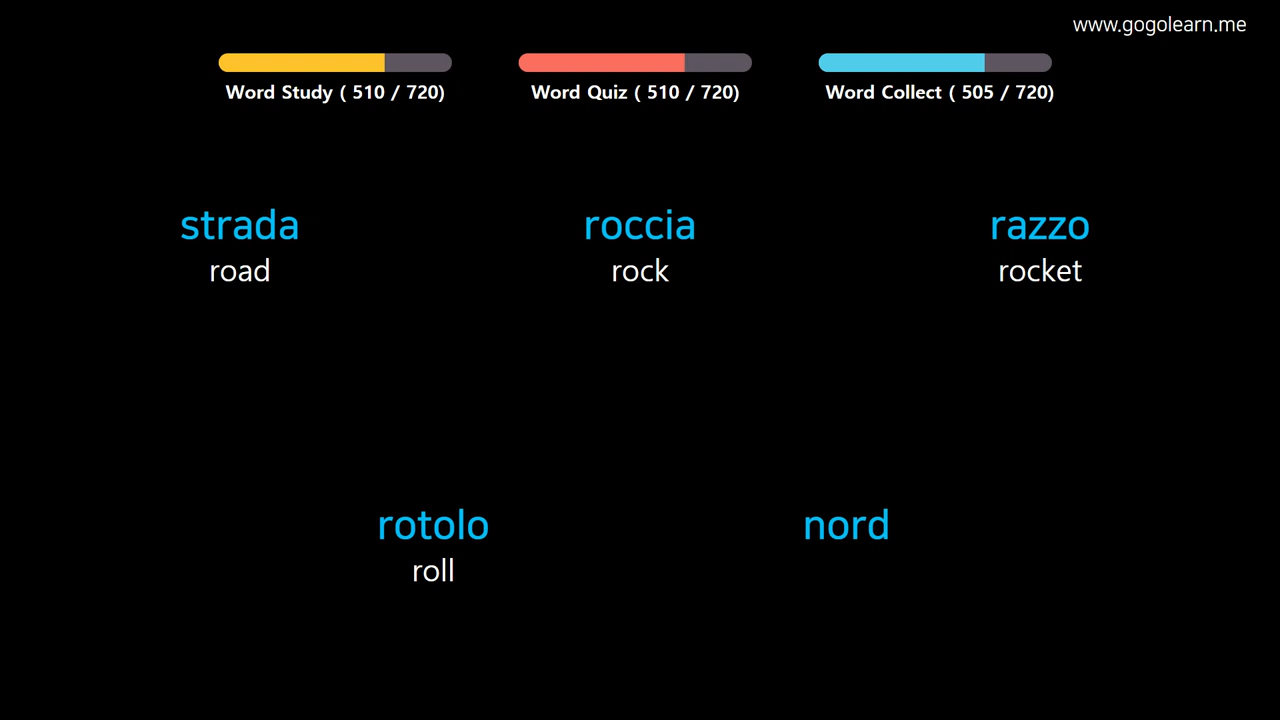 www.gogolearn.me
Word Study ( 510 / 720)
Word Quiz ( 510 / 720)
Word Collect ( 505 / 720)
strada
road
roccia
rock
razzo
rocket
rotolo
roll
nord